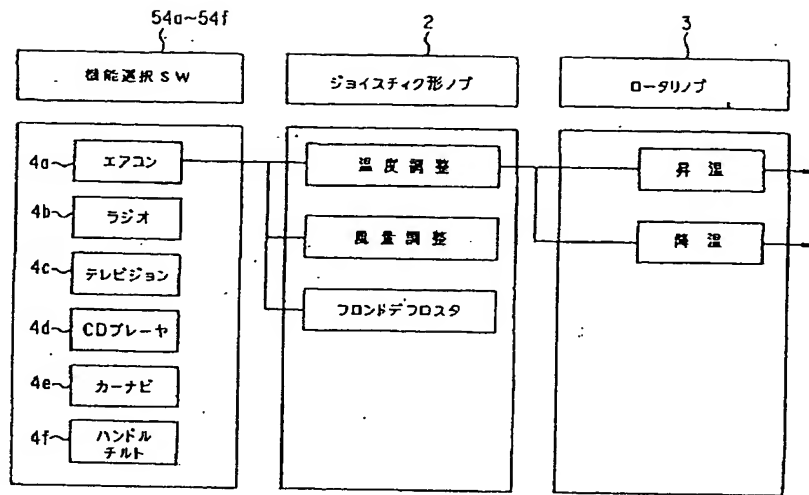 54a~54f
2
3
機能選択SW
ジョイスティク形ノブ
ロータリノブ
4a
エアコン
温度調整
昇温
4b
ラジオ
風量調整
降温
4c
テレビジョン
フロンドデフロスタ
4d
CDプレーヤ
4e
カーナビ
4f
ハンドル
チルト